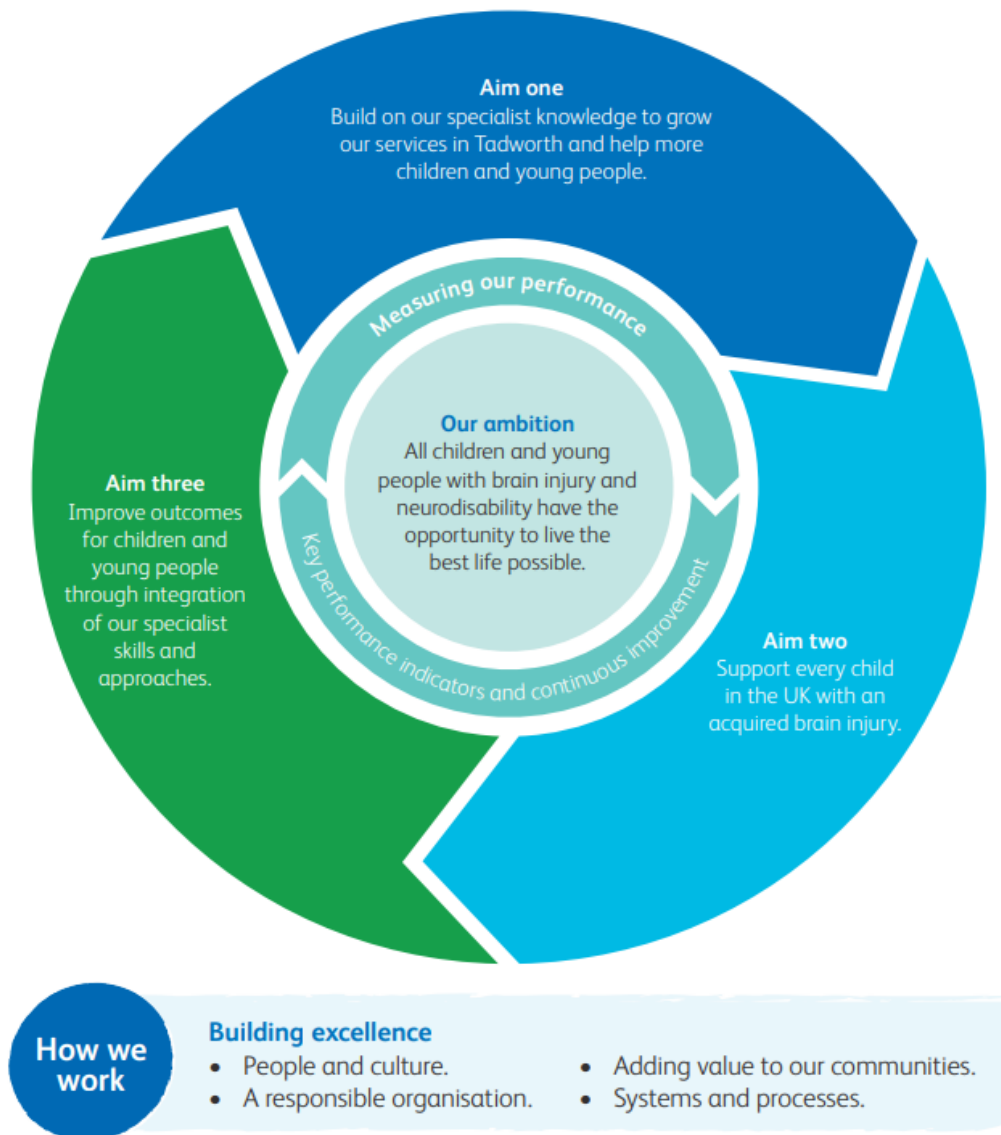 Aim one
Build on our specialist knowledge to grow
our services in Tadworth and help more
children and young people.
Measuring our performance
Our ambition
All children and young
people with brain injury and
neurodisability have the
opportunity to live the
best life possible.
Key performance indicators and continuous improvement
Aim two
Support every child
in the UK with an
acquired brain injury.
Aim three
Improve outcomes
for children and
young people
through integration
of our specialist
skills and
approaches.
How we
work
Building excellence
• People and culture.
• A responsible organisation.
• Adding value to our communities.
• Systems and processes.